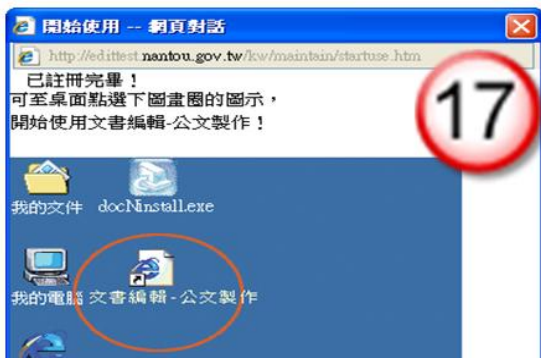 開始使用 -- 網頁對話
http://edittest.nantou.gov.tw/kw/maintain/startuse.htm
已註冊完畢！
可至桌面點選下圖畫圈的圖示，
開始使用文書編輯-公文製作！
17
我的文件 docNinstall.exe
我的電腦 文書編輯-公文製作